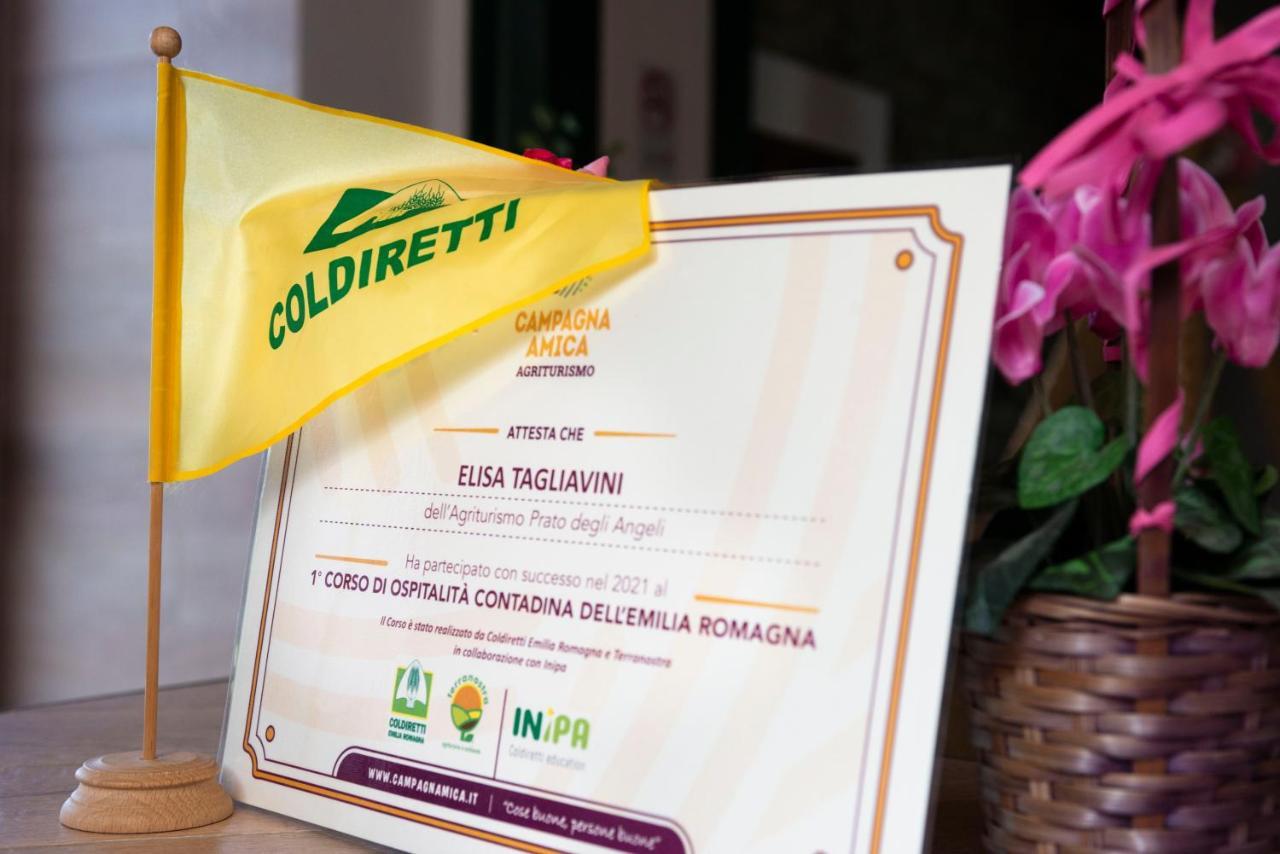 COLDIRETTI
CAMPAGNA
AMICA
AGRITURISMO
ATTESTA CHE
ELISA TAGLIAVINI
dell'Agriturismo Prato degli Angeli
Ha partecipato con successo nel 2021 al
1° CORSO DI OSPITALITÀ CONTADINA DELL'EMILIA ROMAGNA
Il Corso è stato realizzato da Coldiretti Emilia Romagna e Terranostra
in collaborazione con Inipa
COLDIRETTI
EMILIA ROMAGNA
terranostra
INIPA
Coldiretti education
WWW.CAMPAGNAMICA.IT | "Cose buone, persone buone"